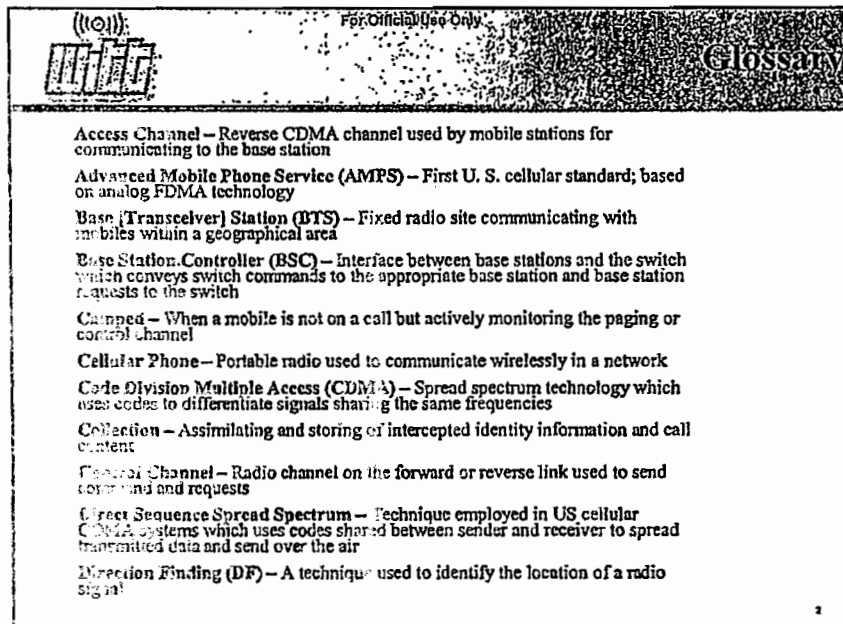 For Official Use Only
Glossary
Access Channel – Reverse CDMA channel used by mobile stations for
communicating to the base station
Advanced Mobile Phone Service (AMPS) – First U. S. cellular standard; based
on analog FDMA technology
Base [Transceiver] Station (BTS) – Fixed radio site communicating with
mobiles within a geographical area
Base Station Controller (BSC) – Interface between base stations and the switch
which conveys switch commands to the appropriate base station and base station
requests to the switch
Camped – When a mobile is not on a call but actively monitoring the paging or
control channel
Cellular Phone – Portable radio used to communicate wirelessly in a network
Code Division Multiple Access (CDMA) – Spread spectrum technology which
uses codes to differentiate signals sharing the same frequencies
Collection – Assimilating and storing of intercepted identity information and call
content
Control Channel – Radio channel on the forward or reverse link used to send
command and requests
Direct Sequence Spread Spectrum – Technique employed in US cellular
CDMA systems which uses codes shared between sender and receiver to spread
transmitted data and send over the air
Direction Finding (DF) – A technique used to identify the location of a radio
signal
2